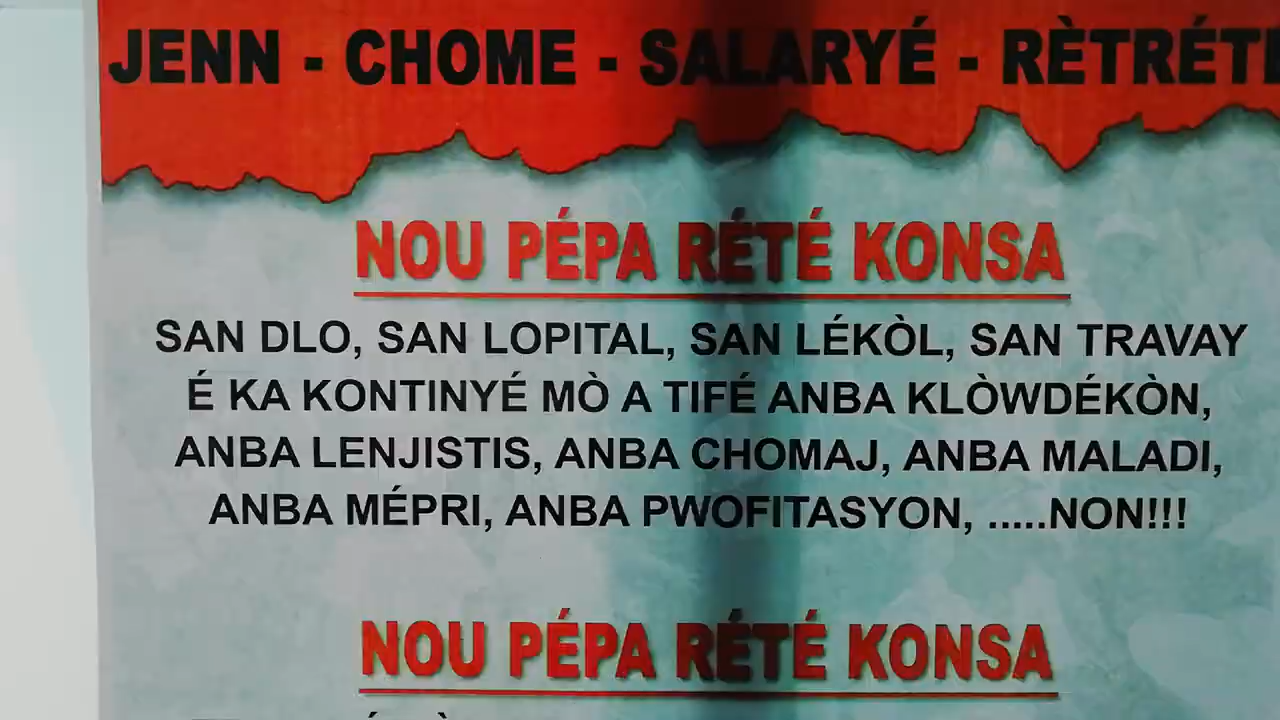 JENN - CHOME - SALARYÉ - RÈTRÉTÉ
NOU PÉPA RÉTÉ KONSA
SAN DLO, SAN LOPITAL, SAN LÉKÒL, SAN TRAVAY
É KA KONTINYÉ MÒ A TIFÉ ANBA KLÒWDÉKÒN,
ANBA LENJISTIS, ANBA CHOMAJ, ANBA MALADI,
ANBA MÉPRI, ANBA PWOFITASYON, .....NON!!!
NOU PÉPA RÉTÉ KONSA